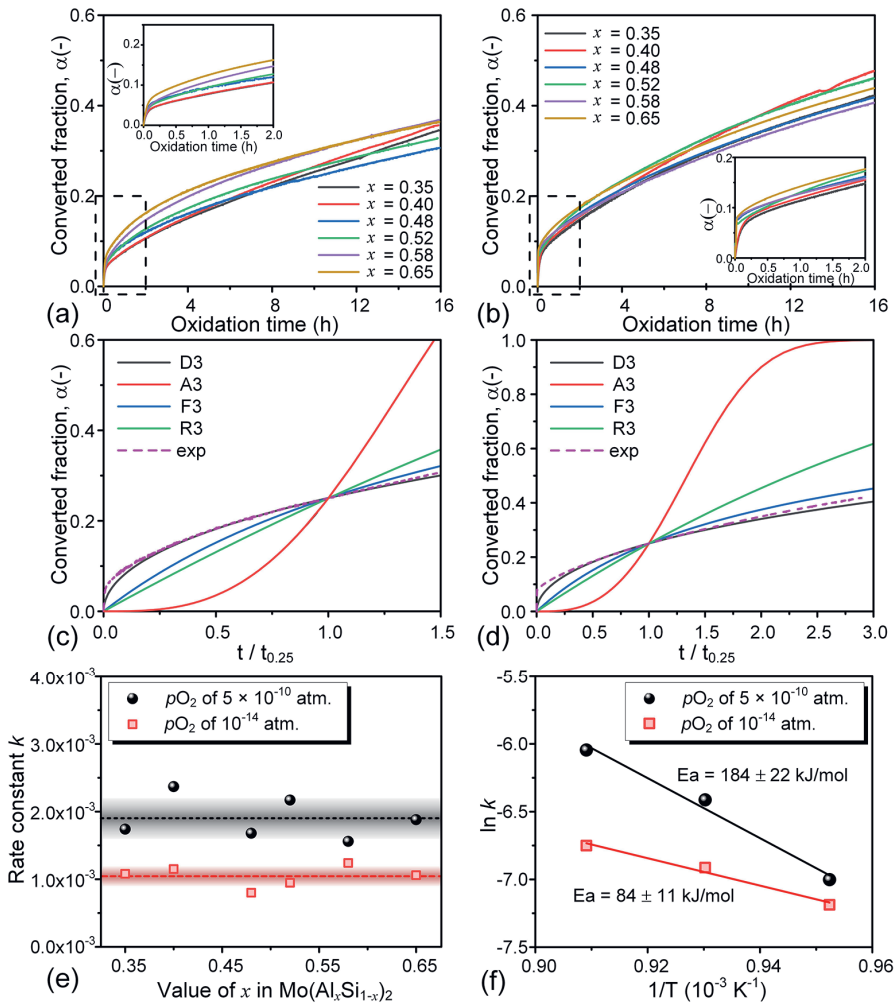 0.6
0.4
0.2
0.0
Converted fraction, α(-)
0.2
0.1
0.0
α(−)
0.0 0.5 1.0 1.5 2.0
Oxidation time (h)
x = 0.35
x = 0.40
x = 0.48
x = 0.52
x = 0.58
x = 0.65
0 4 8 12 16
(a) Oxidation time (h)
0.6
0.4
0.2
0.0
Converted fraction, α(-)
x = 0.35
x = 0.40
x = 0.48
x = 0.52
x = 0.58
x = 0.65
0.2
0.1
0.0
α(−)
0.0 0.5 1.0 1.5 2.0
Oxidation time (h)
0 4 8 12 16
(b) Oxidation time (h)
0.6
0.4
0.2
0.0
Converted fraction, α(-)
D3
A3
F3
R3
exp
0.0 0.5 1.0 1.5
(c) t / t₀.₂₅
1.0
0.8
0.6
0.4
0.2
0.0
Converted fraction, α(-)
D3
A3
F3
R3
exp
0.0 0.5 1.0 1.5 2.0 2.5 3.0
(d) t / t₀.₂₅
4.0x10⁻³
3.0x10⁻³
2.0x10⁻³
1.0x10⁻³
0.0x10⁻³
Rate constant k
pO₂ of 5 × 10⁻¹⁰ atm.
pO₂ of 10⁻¹⁴ atm.
0.35 0.45 0.55 0.65
(e) Value of x in Mo(AlₓSi₁₋ₓ)₂
-5.5
-6.0
-6.5
-7.0
-7.5
ln k
pO₂ of 5 × 10⁻¹⁰ atm.
pO₂ of 10⁻¹⁴ atm.
Ea = 184 ± 22 kJ/mol
Ea = 84 ± 11 kJ/mol
0.90 0.92 0.94 0.96
(f) 1/T (10⁻³ K⁻¹)